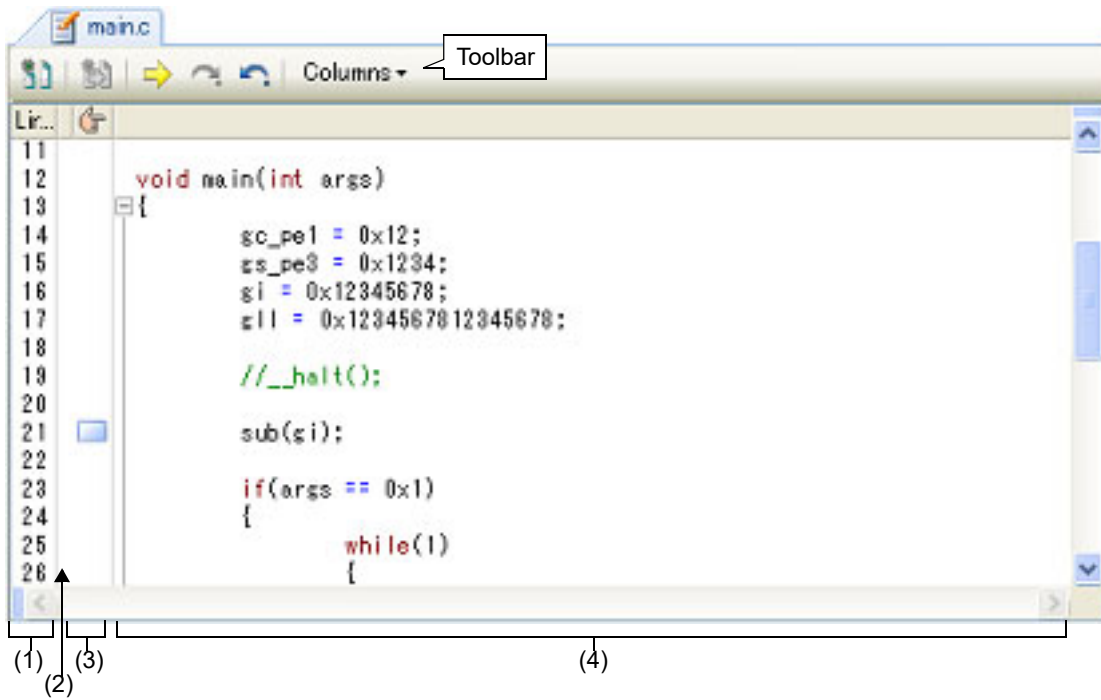 main.c
Columns
Toolbar
Lir...
11
12 void main(int args)
13 {
14 gc_pe1 = 0x12;
15 gs_pe3 = 0x1234;
16 gi = 0x12345678;
17 gll = 0x1234567812345678;
18
19 //__halt();
20
21 sub(gi);
22
23 if(args == 0x1)
24 {
25 while(1)
26 {
(1) (3) (4)
(2)